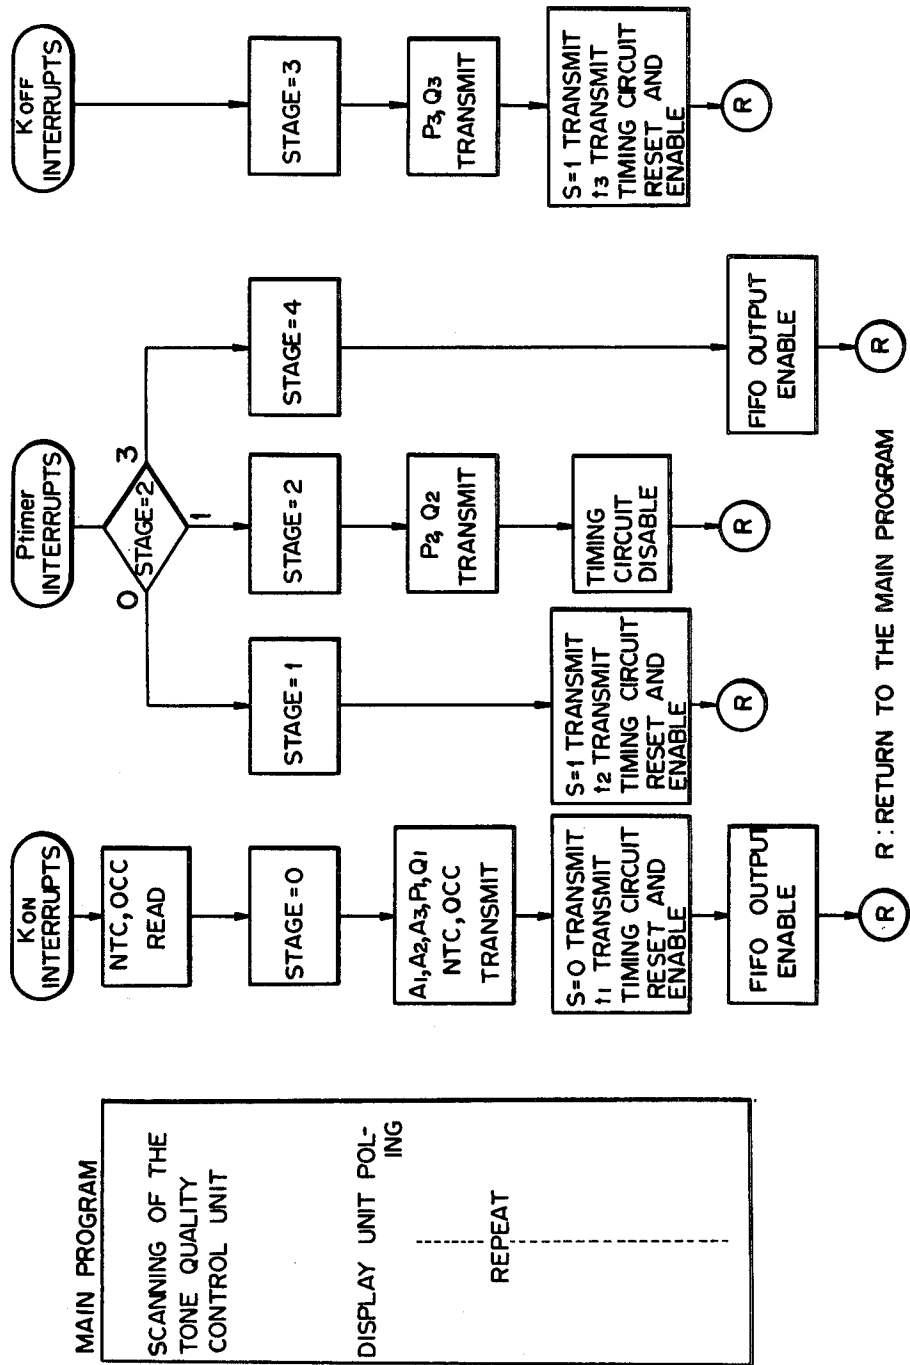 MAIN PROGRAM
SCANNING OF THE
TONE QUALITY
CONTROL UNIT
DISPLAY UNIT POL-
ING
REPEAT
KON
INTERRUPTS
NTC, OCC
READ
STAGE=0
A1, A2, A3, P1, Q1
NTC, OCC
TRANSMIT
S=0 TRANSMIT
t1 TRANSMIT
TIMING CIRCUIT
RESET AND
ENABLE
FIFO OUTPUT
ENABLE
R
Ptimer
INTERRUPTS
STAGE=2
0
1
3
STAGE=1
S=1 TRANSMIT
t2 TRANSMIT
TIMING CIRCUIT
RESET AND
ENABLE
R
STAGE=2
P2, Q2
TRANSMIT
TIMING
CIRCUIT
DISABLE
R
STAGE=4
FIFO OUTPUT
ENABLE
R
KOFF
INTERRUPTS
STAGE=3
P3, Q3
TRANSMIT
S=1 TRANSMIT
t3 TRANSMIT
TIMING CIRCUIT
RESET AND
ENABLE
R
R: RETURN TO THE MAIN PROGRAM